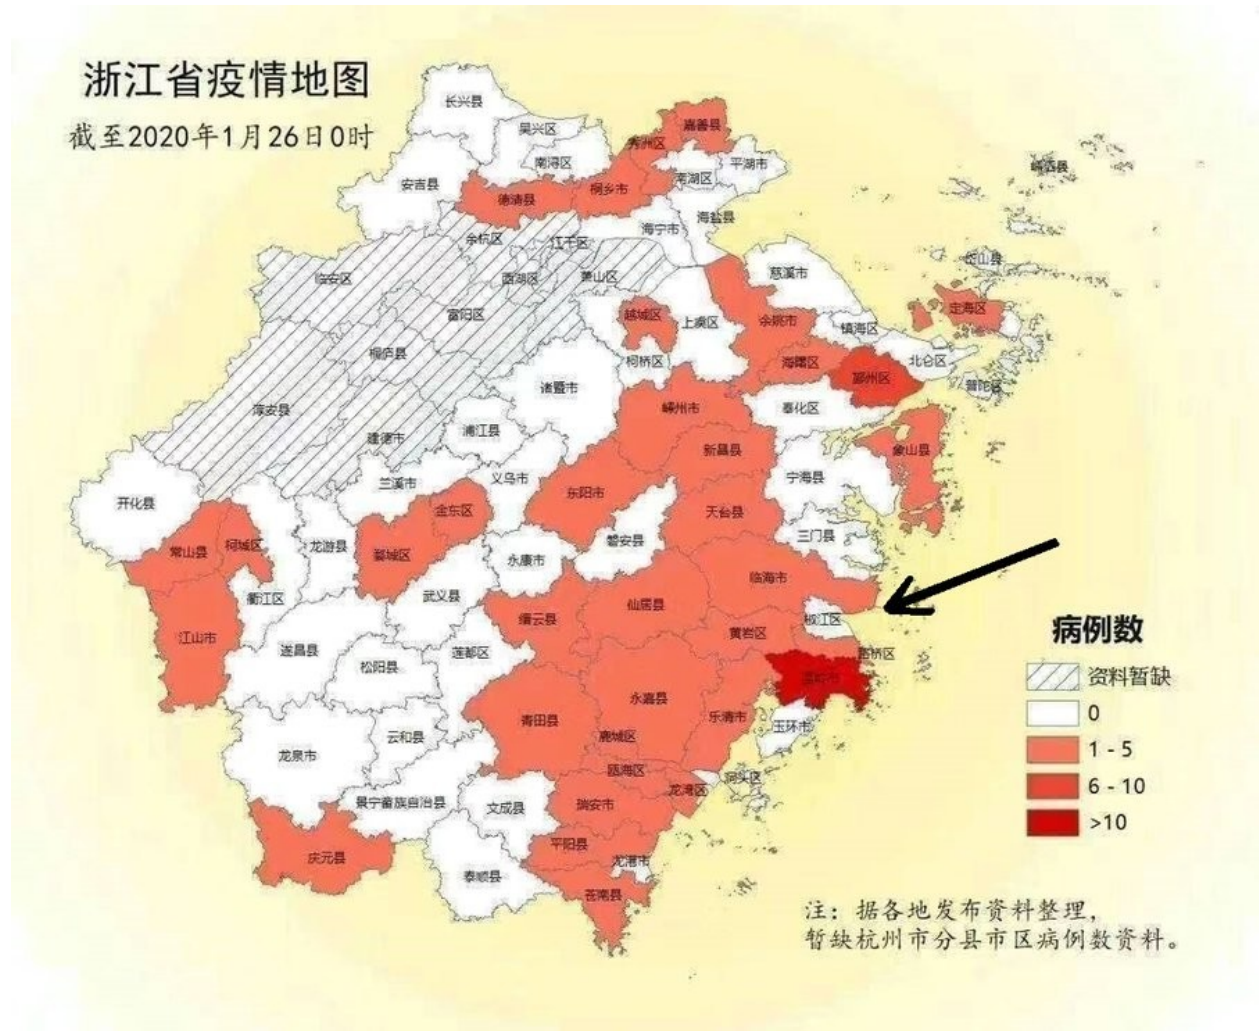 浙江省疫情地图
截至2020年1月26日0时
长兴县
吴兴区
南浔区
安吉县
德清县
嘉善县
秀州区
桐乡市
南湖区
平湖市
海盐县
海宁市
嵊泗县
岱山县
定海区
普陀区
余杭区
江干区
临安区
西湖区
萧山区
富阳区
桐庐县
淳安县
建德市
慈溪市
余姚市
镇海区
北仑区
海曙区
鄞州区
奉化区
象山县
宁海县
越城区
上虞区
柯桥区
诸暨市
嵊州市
新昌县
浦江县
义乌市
兰溪市
东阳市
金东区
婺城区
磐安县
永康市
武义县
开化县
常山县
柯城区
龙游县
衢江区
江山市
天台县
三门县
临海市
仙居县
椒江区
黄岩区
路桥区
温岭市
玉环市
缙云县
遂昌县
松阳县
莲都区
青田县
云和县
龙泉市
景宁畲族自治县
庆元县
永嘉县
乐清市
鹿城区
瓯海区
龙湾区
洞头区
瑞安市
文成县
平阳县
龙港市
泰顺县
苍南县
病例数
资料暂缺
0
1 - 5
6 - 10
>10
注：据各地发布资料整理，
暂缺杭州市分县市区病例数资料。